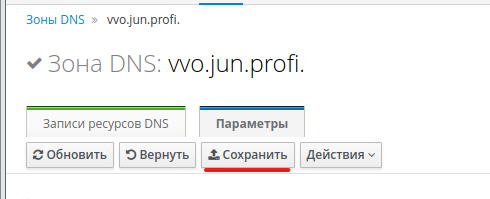 Зоны DNS » vvo.jun.profi.
Зона DNS: vvo.jun.profi.
Записи ресурсов DNS Параметры
Обновить Вернуть Сохранить Действия